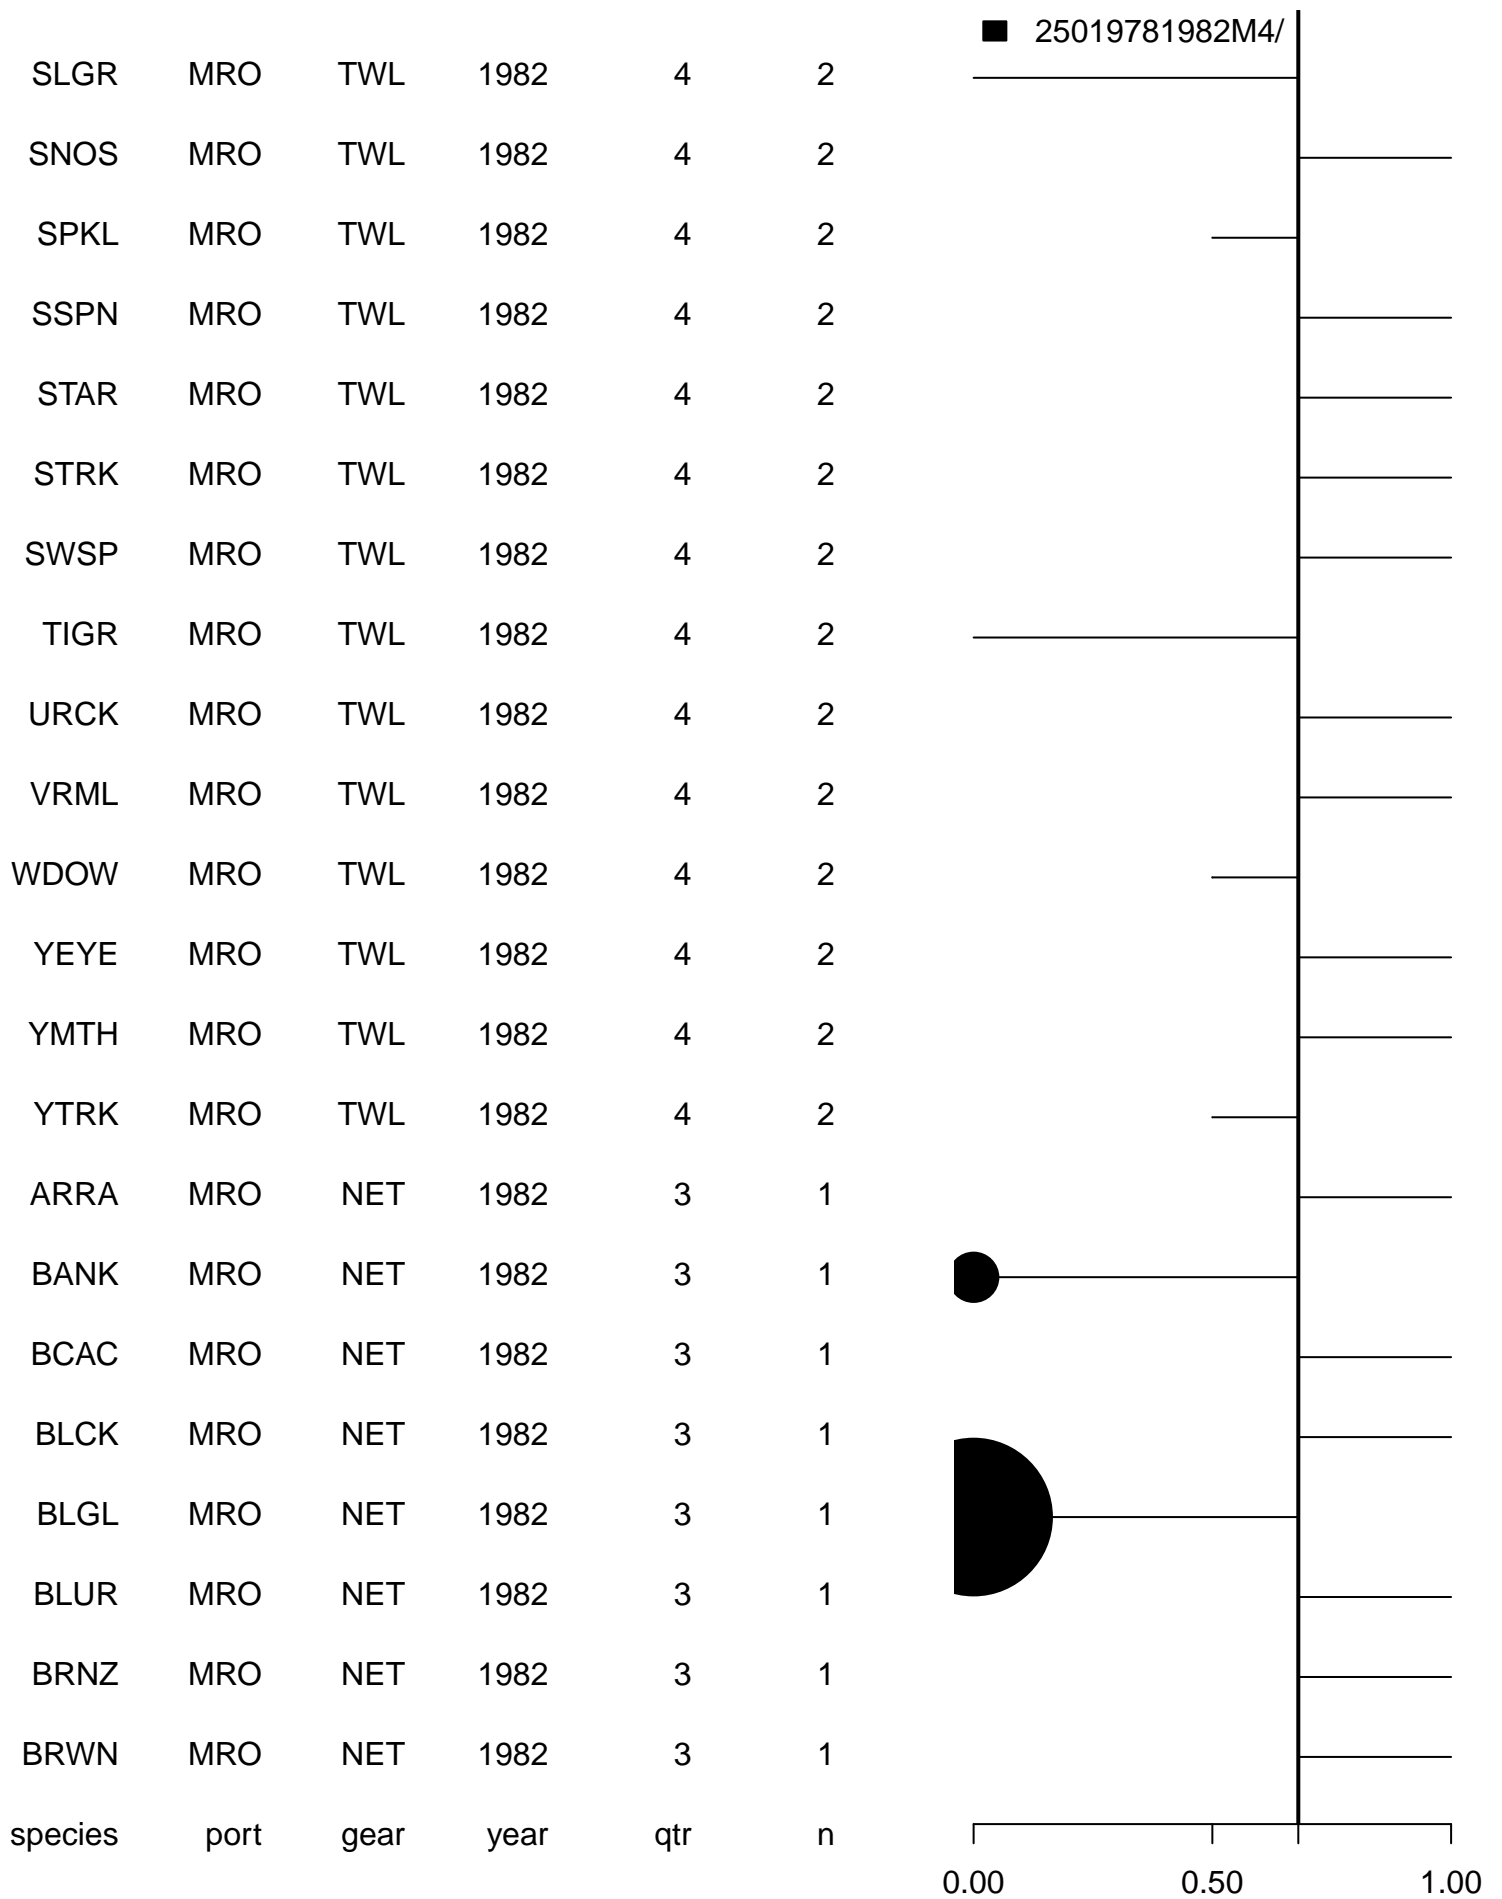 25019781982M4/
SLGR MRO TWL 1982 4 2
SNOS MRO TWL 1982 4 2
SPKL MRO TWL 1982 4 2
SSPN MRO TWL 1982 4 2
STAR MRO TWL 1982 4 2
STRK MRO TWL 1982 4 2
SWSP MRO TWL 1982 4 2
TIGR MRO TWL 1982 4 2
URCK MRO TWL 1982 4 2
VRML MRO TWL 1982 4 2
WDOW MRO TWL 1982 4 2
YEYE MRO TWL 1982 4 2
YMTH MRO TWL 1982 4 2
YTRK MRO TWL 1982 4 2
ARRA MRO NET 1982 3 1
BANK MRO NET 1982 3 1
BCAC MRO NET 1982 3 1
BLCK MRO NET 1982 3 1
BLGL MRO NET 1982 3 1
BLUR MRO NET 1982 3 1
BRNZ MRO NET 1982 3 1
BRWN MRO NET 1982 3 1
species port gear year qtr n
0.00 0.50 1.00